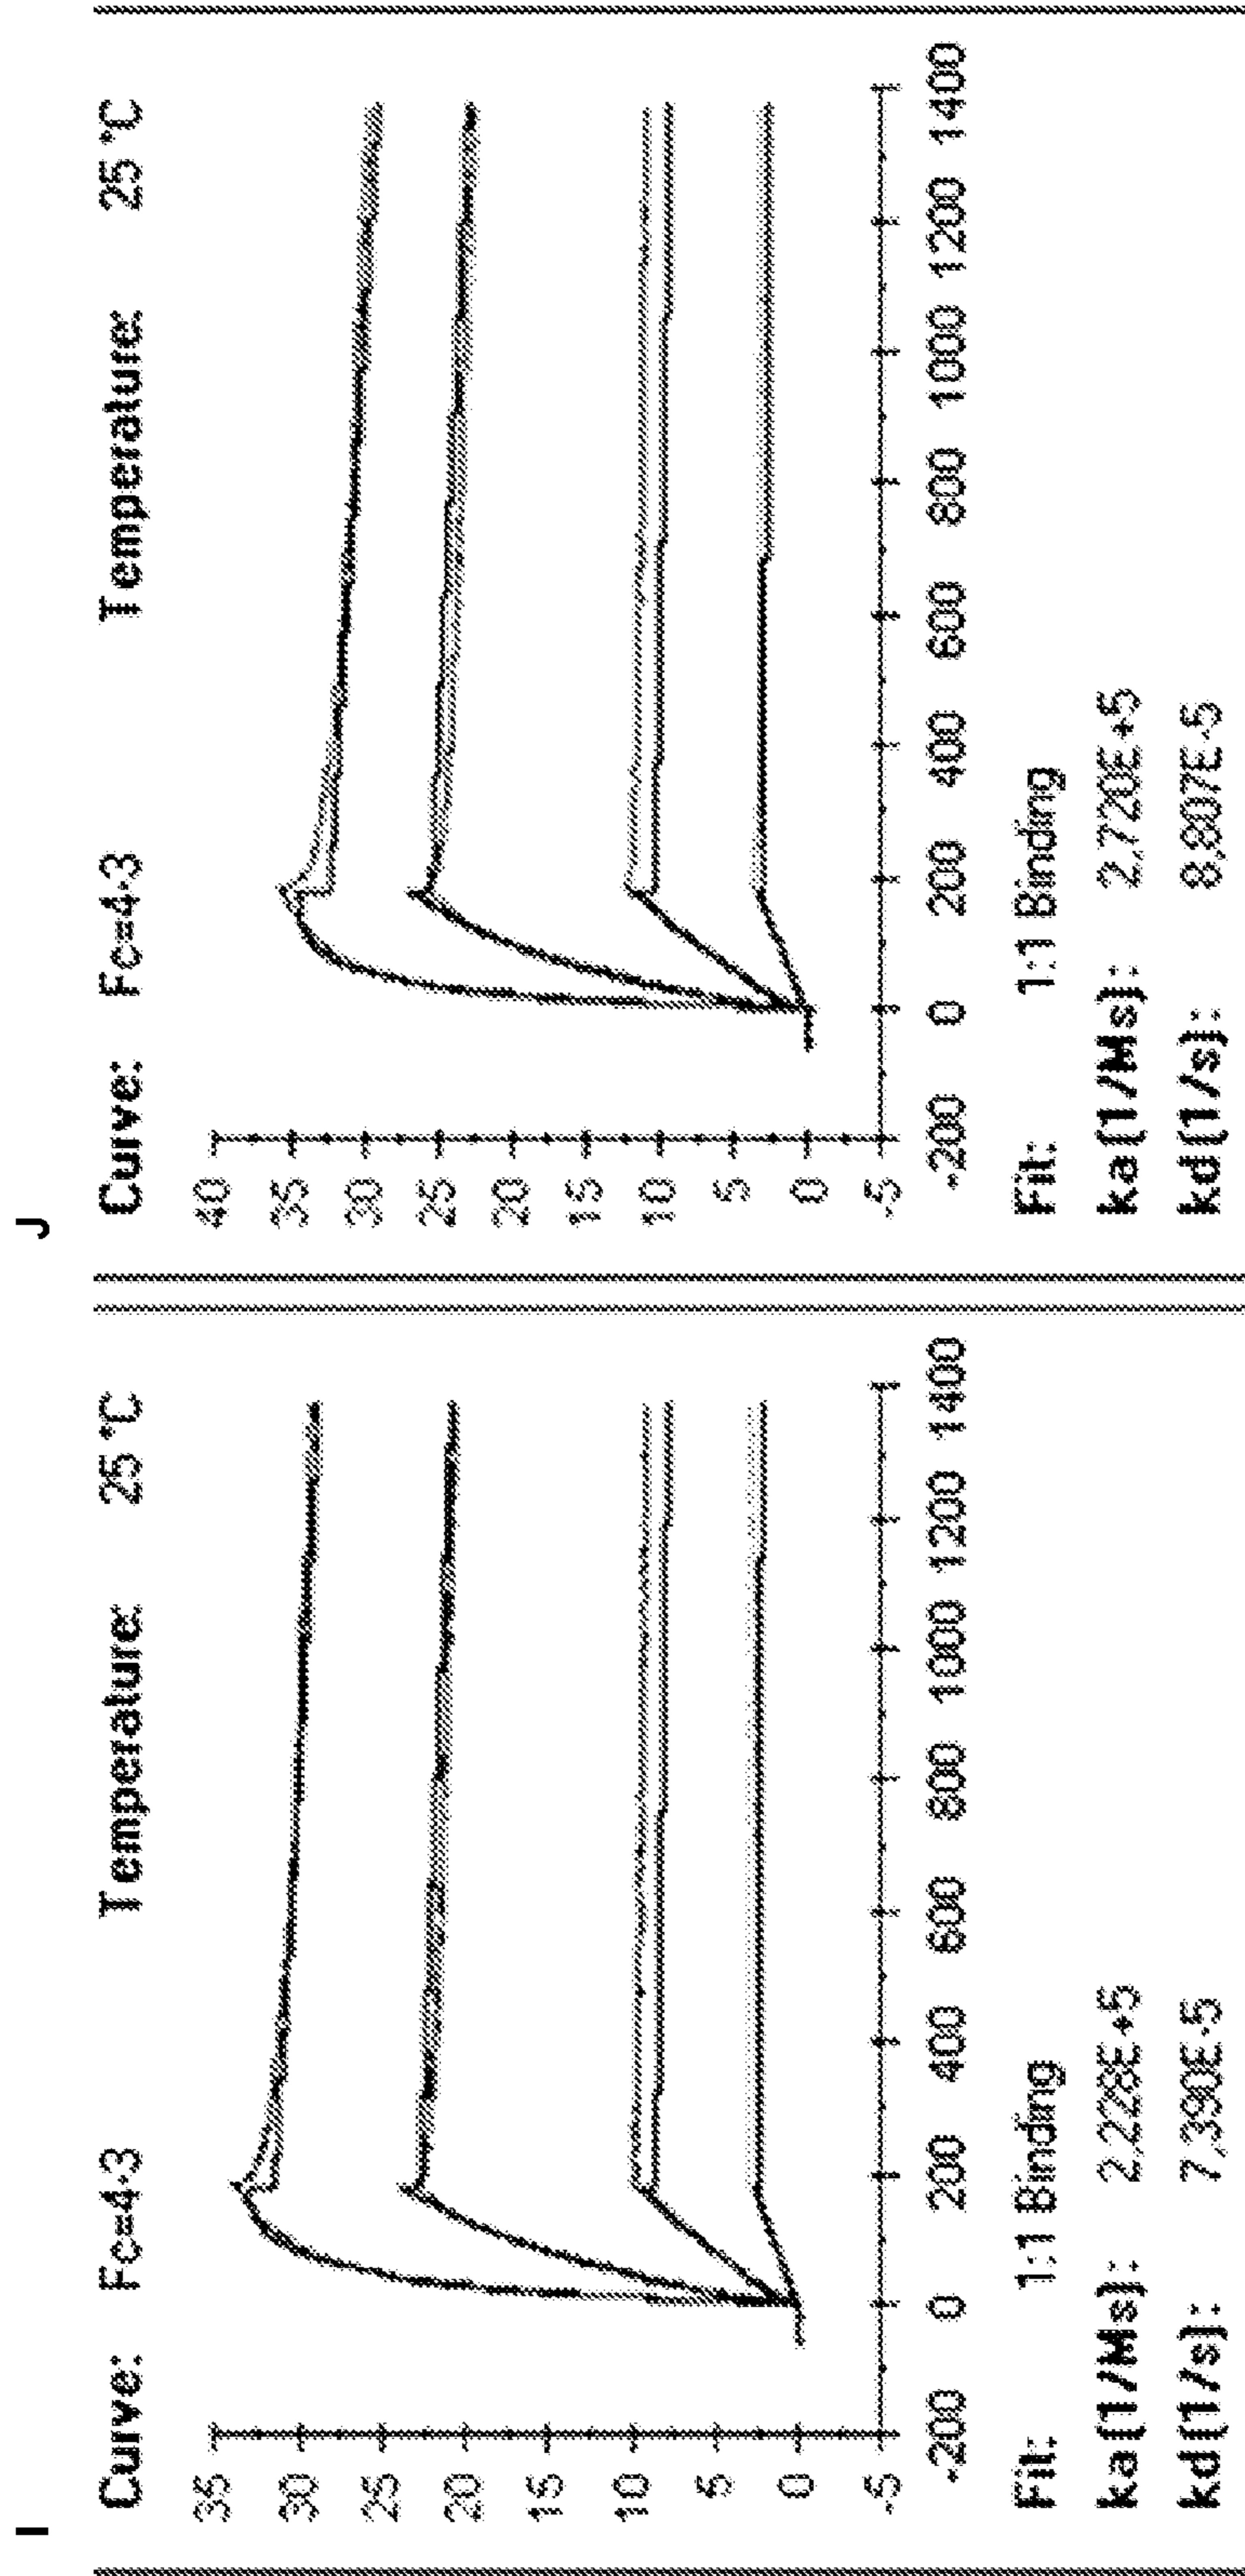 I
Curve: Fc=4-3 Temperature: 25 °C
35
30
25
20
15
10
5
0
-5
-200 0 200 400 600 800 1000 1200 1400
Fit: 1:1 Binding
ka(1/Ms): 2,228E+5
kd(1/s): 7,390E-5
J
Curve: Fc=4-3 Temperature: 25 °C
40
35
30
25
20
15
10
5
0
-5
-200 0 200 400 600 800 1000 1200 1400
Fit: 1:1 Binding
ka(1/Ms): 2,720E+5
kd(1/s): 8,807E-5